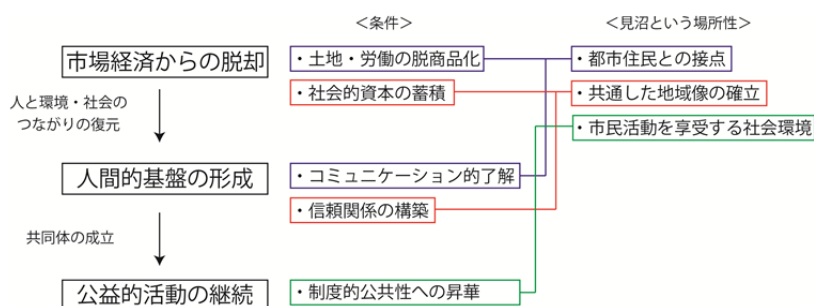 ＜条件＞
＜見沼という場所性＞
市場経済からの脱却
・土地・労働の脱商品化
・都市住民との接点
・社会的資本の蓄積
・共通した地域像の確立
人と環境・社会の
つながりの復元
・市民活動を享受する社会環境
人間的基盤の形成
・コミュニケーション的了解
・信頼関係の構築
共同体の成立
公益的活動の継続
・制度的公共性への昇華